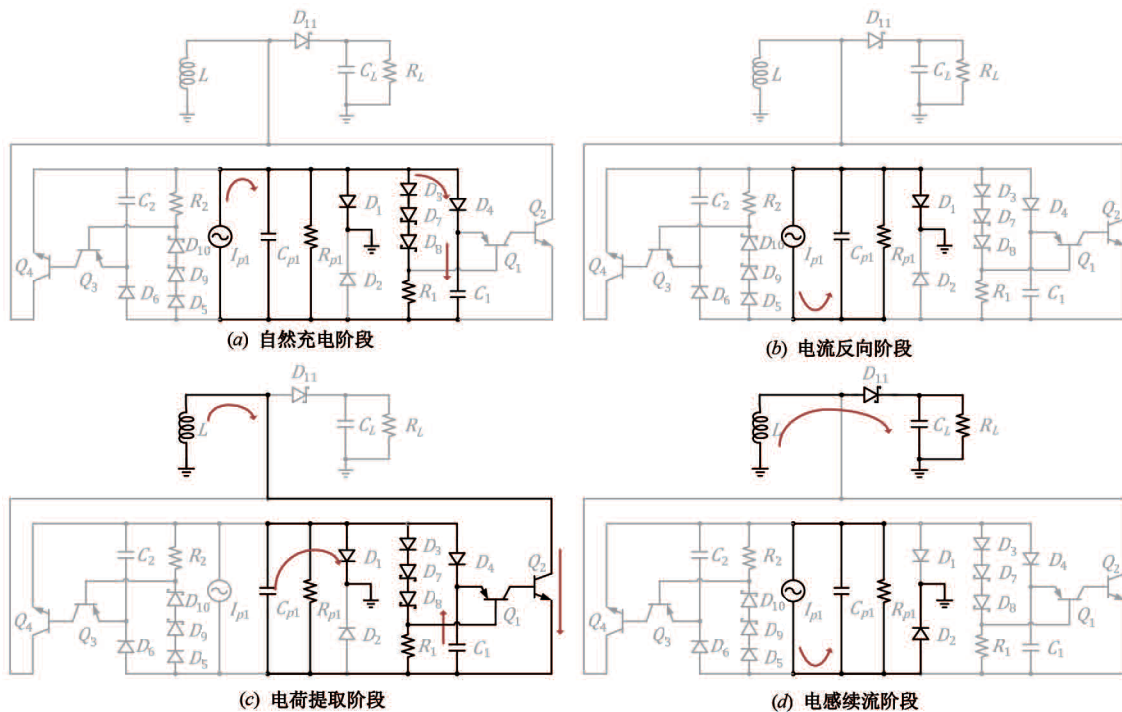 D11
L
CL
RL
C2
R2
D10
D9
D5
D6
Q3
Q4
Ip1
Cp1
Rp1
D1
D2
D3
D7
D8
R1
D4
C1
Q1
Q2
(a) 自然充电阶段
D11
L
CL
RL
C2
R2
D10
D9
D5
D6
Q3
Q4
Ip1
Cp1
Rp1
D1
D2
D3
D7
D8
R1
D4
C1
Q1
Q2
(b) 电流反向阶段
D11
L
CL
RL
C2
R2
D10
D9
D5
D6
Q3
Q4
Ip1
Cp1
Rp1
D1
D2
D3
D7
D8
R1
D4
C1
Q1
Q2
(c) 电荷提取阶段
D11
L
CL
RL
C2
R2
D10
D9
D5
D6
Q3
Q4
Ip1
Cp1
Rp1
D1
D2
D3
D7
D8
R1
D4
C1
Q1
Q2
(d) 电感续流阶段